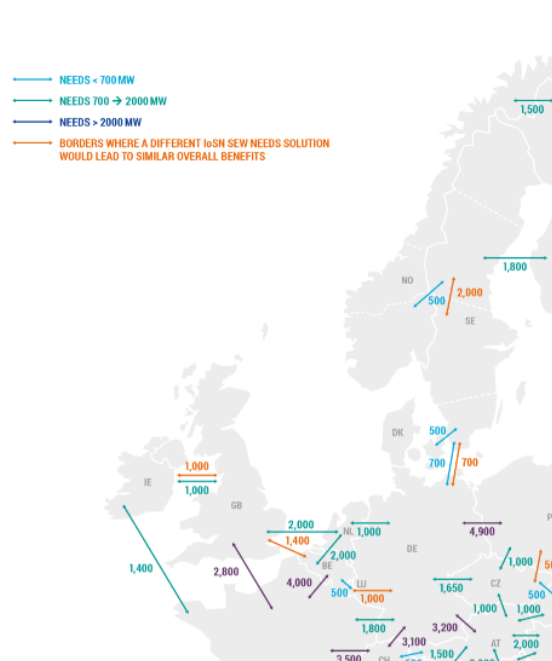 NEEDS < 700 MW
NEEDS 700 → 2000 MW
NEEDS > 2000 MW
BORDERS WHERE A DIFFERENT IoSN SEW NEEDS SOLUTION
WOULD LEAD TO SIMILAR OVERALL BENEFITS
1,500
1,800
NO
500
2,000
SE
500
DK
700
700
1,000
IE
1,000
GB
2,000
NL
1,000
4,900
1,400
2,000
DE
1,000
BE
1,400
2,800
4,000
LU
500
1,000
1,650
CZ
500
1,000
1,000
1,800
3,200
3,100
AT
2,000
3,500
CH
1,500